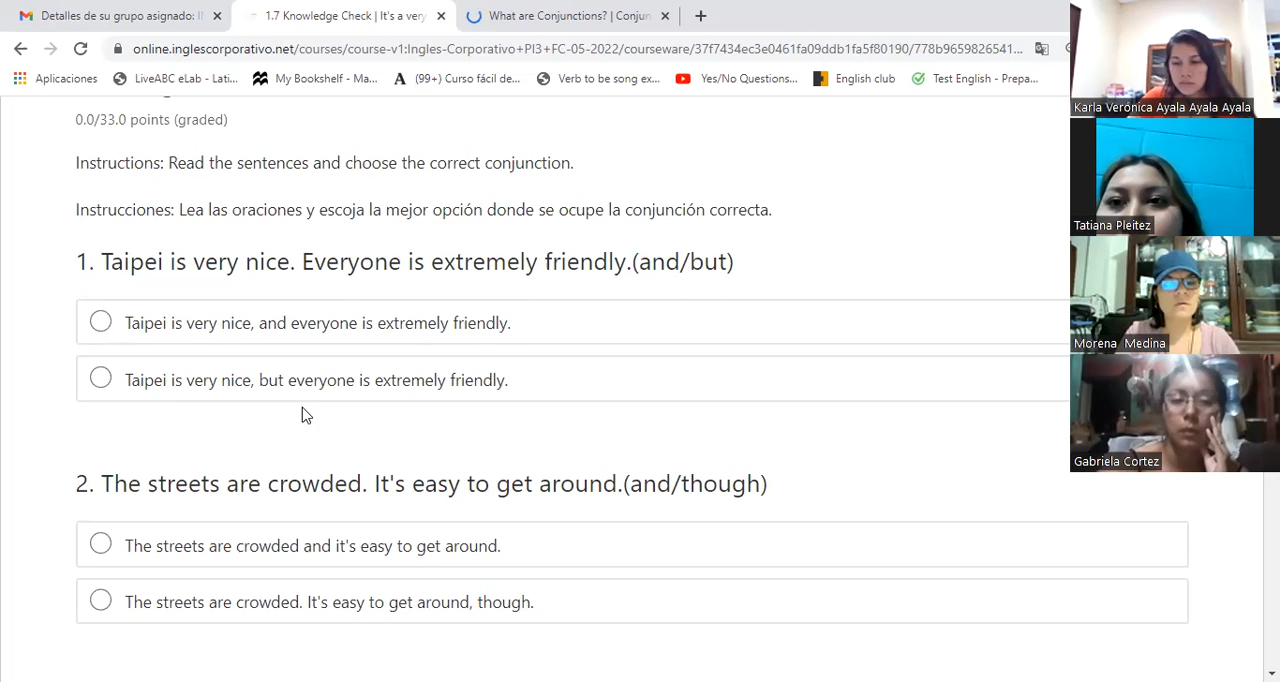 Detalles de su grupo asignado: II
1.7 Knowledge Check | It's a very
What are Conjunctions? | Conjun
online.inglescorporativo.net/courses/course-v1:Ingles-Corporativo+PI3+FC-05-2022/courseware/37f7434ec3e0461fa09ddb1fa5f80190/778b9659826541...
Aplicaciones
LiveABC eLab - Lati...
My Bookshelf - Ma...
(99+) Curso fácil de...
Verb to be song ex...
Yes/No Questions...
English club
Test English - Prepa...
0.0/33.0 points (graded)
Instructions: Read the sentences and choose the correct conjunction.
Instrucciones: Lea las oraciones y escoja la mejor opción donde se ocupe la conjunción correcta.
1. Taipei is very nice. Everyone is extremely friendly.(and/but)
Taipei is very nice, and everyone is extremely friendly.
Taipei is very nice, but everyone is extremely friendly.
2. The streets are crowded. It's easy to get around.(and/though)
The streets are crowded and it's easy to get around.
The streets are crowded. It's easy to get around, though.
Karla Verónica Ayala Ayala Ayala
Tatiana Pleitez
Morena Medina
Gabriela Cortez